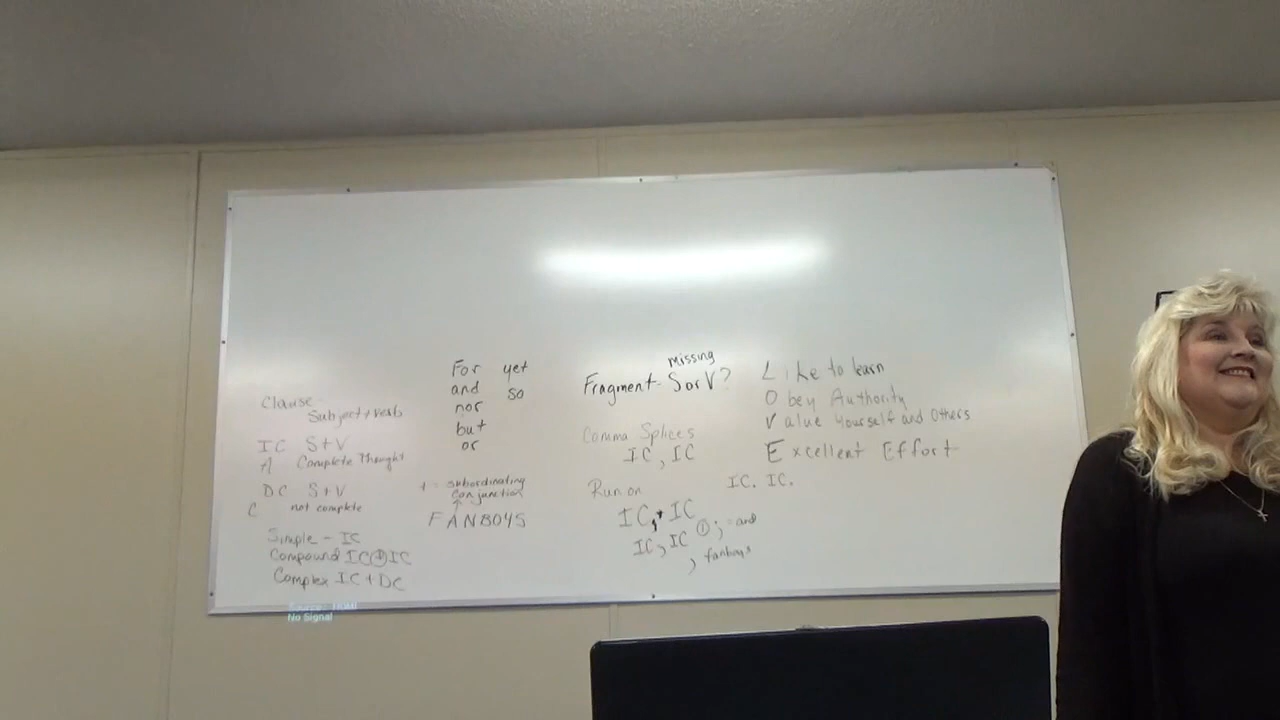 Clause
Subject + Verb
IC S+V
A Complete Thought
DC S+V
C not complete
Simple - IC
Compound IC+IC
Complex IC + DC
For yet
and so
nor
but
or
+ = subordinating
conjunction
FANBOYS
missing
Fragment - S or V?
Comma Splices
IC, IC
Run on
IC, + IC
IC, IC ① ; = and
, fanboys
Like to learn
Obey Authority
Value Yourself and Others
Excellent Effort
IC. IC.
No Signal